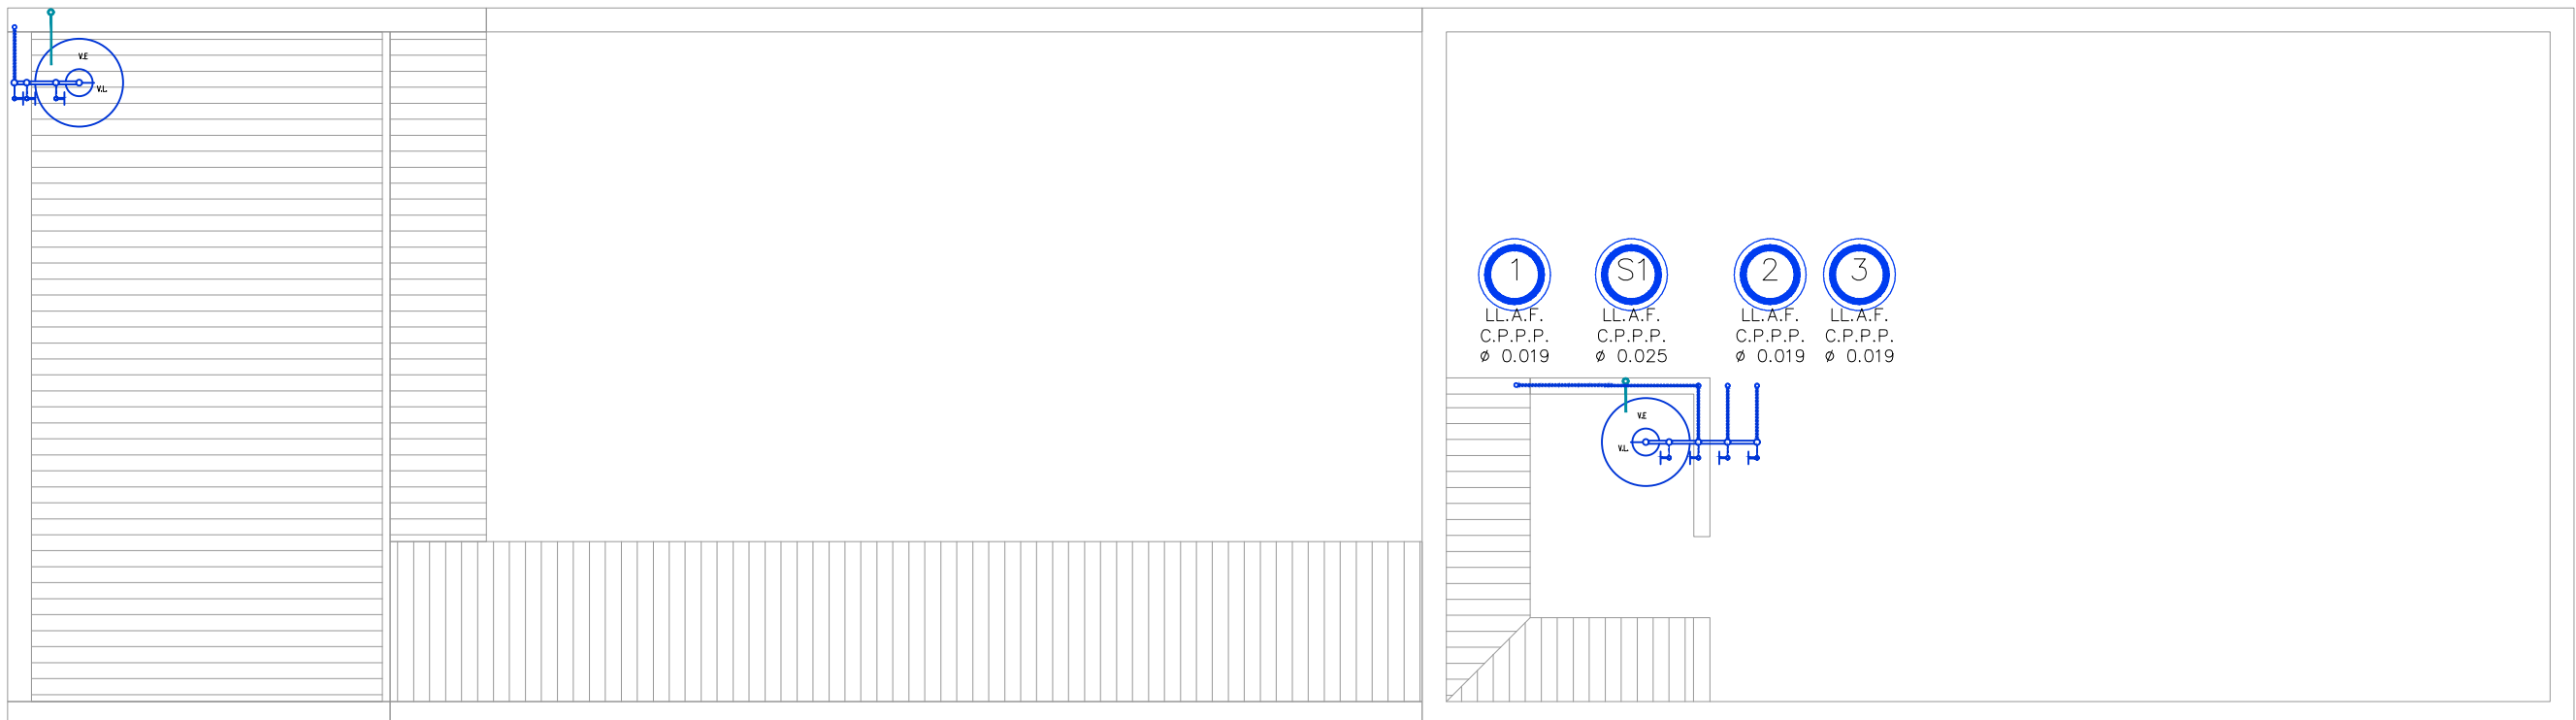 V.E
V.L.
1
S1
2
3
LL.A.F.
C.P.P.P.
ø 0.019
LL.A.F.
C.P.P.P.
ø 0.025
LL.A.F.
C.P.P.P.
ø 0.019
LL.A.F.
C.P.P.P.
ø 0.019
V.E
V.L.